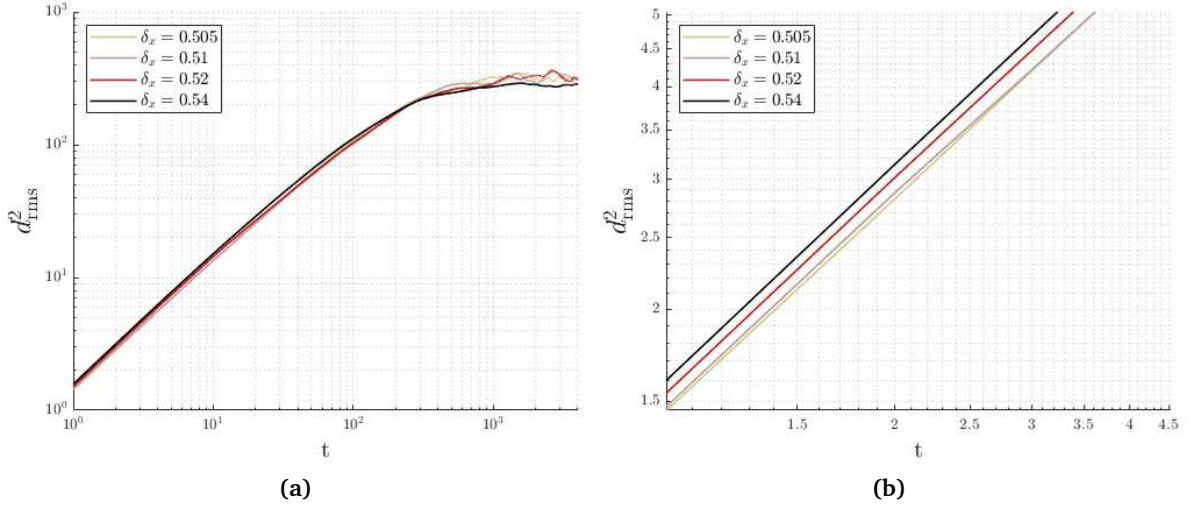 10³
10²
10¹
10⁰
d²rms
δx = 0.505
δx = 0.51
δx = 0.52
δx = 0.54
10⁰ 10¹ 10² 10³
t
(a)
5
4.5
4
3.5
3
2.5
2
1.5
d²rms
δx = 0.505
δx = 0.51
δx = 0.52
δx = 0.54
1.5 2 2.5 3 3.5 4 4.5
t
(b)